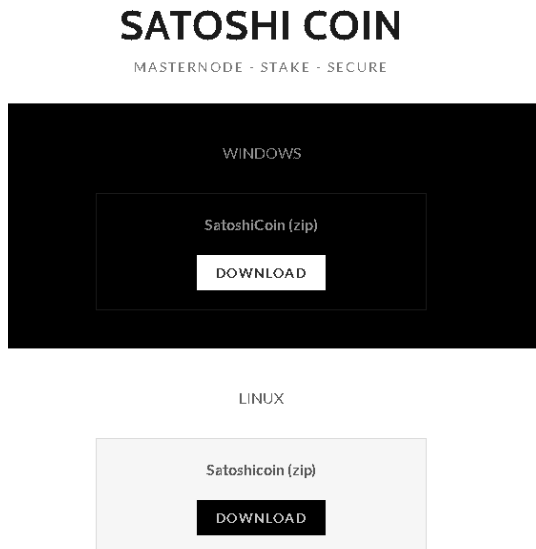 SATOSHI COIN
MASTERNODE - STAKE - SECURE
WINDOWS
SatoshiCoin (zip)
DOWNLOAD
LINUX
Satoshicoin (zip)
DOWNLOAD